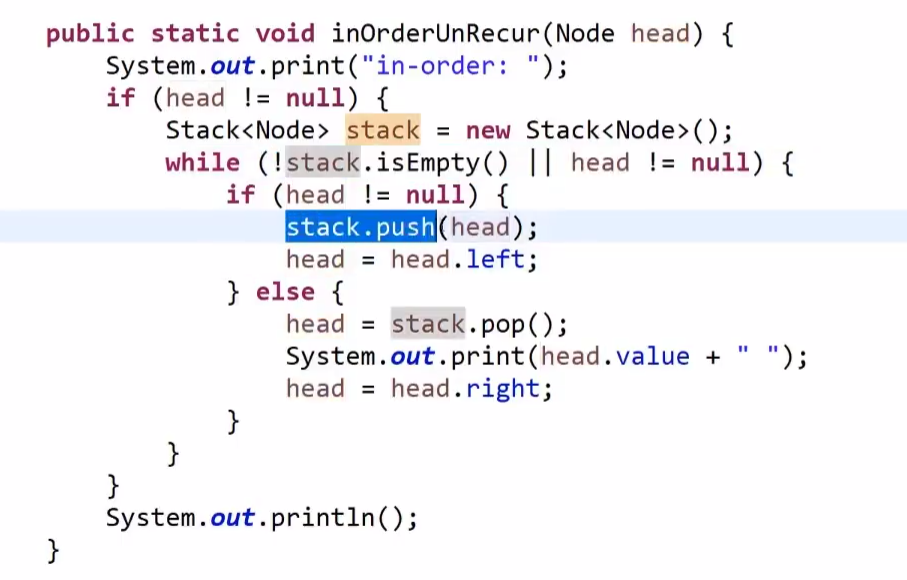 public static void inOrderUnRecur(Node head) {
    System.out.print("in-order: ");
    if (head != null) {
        Stack<Node> stack = new Stack<Node>();
        while (!stack.isEmpty() || head != null) {
            if (head != null) {
                stack.push(head);
                head = head.left;
            } else {
                head = stack.pop();
                System.out.print(head.value + " ");
                head = head.right;
            }
        }
    }
    System.out.println();
}